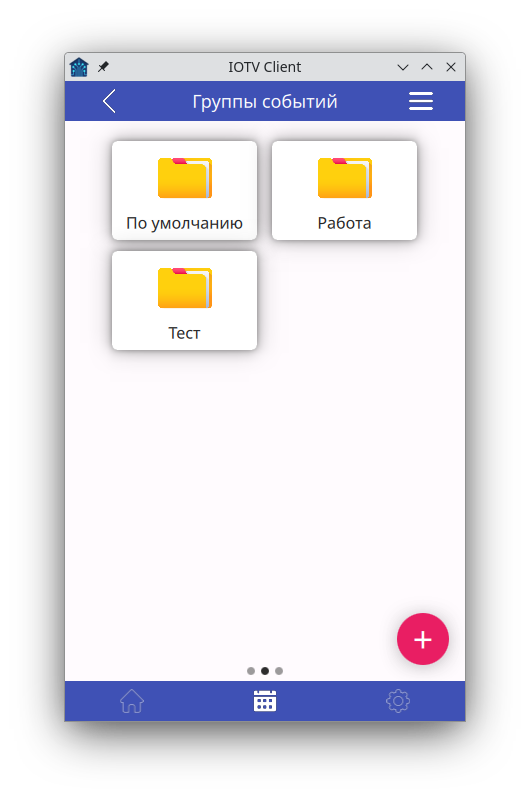 IOTV Client
Группы событий
По умолчанию
Работа
Тест